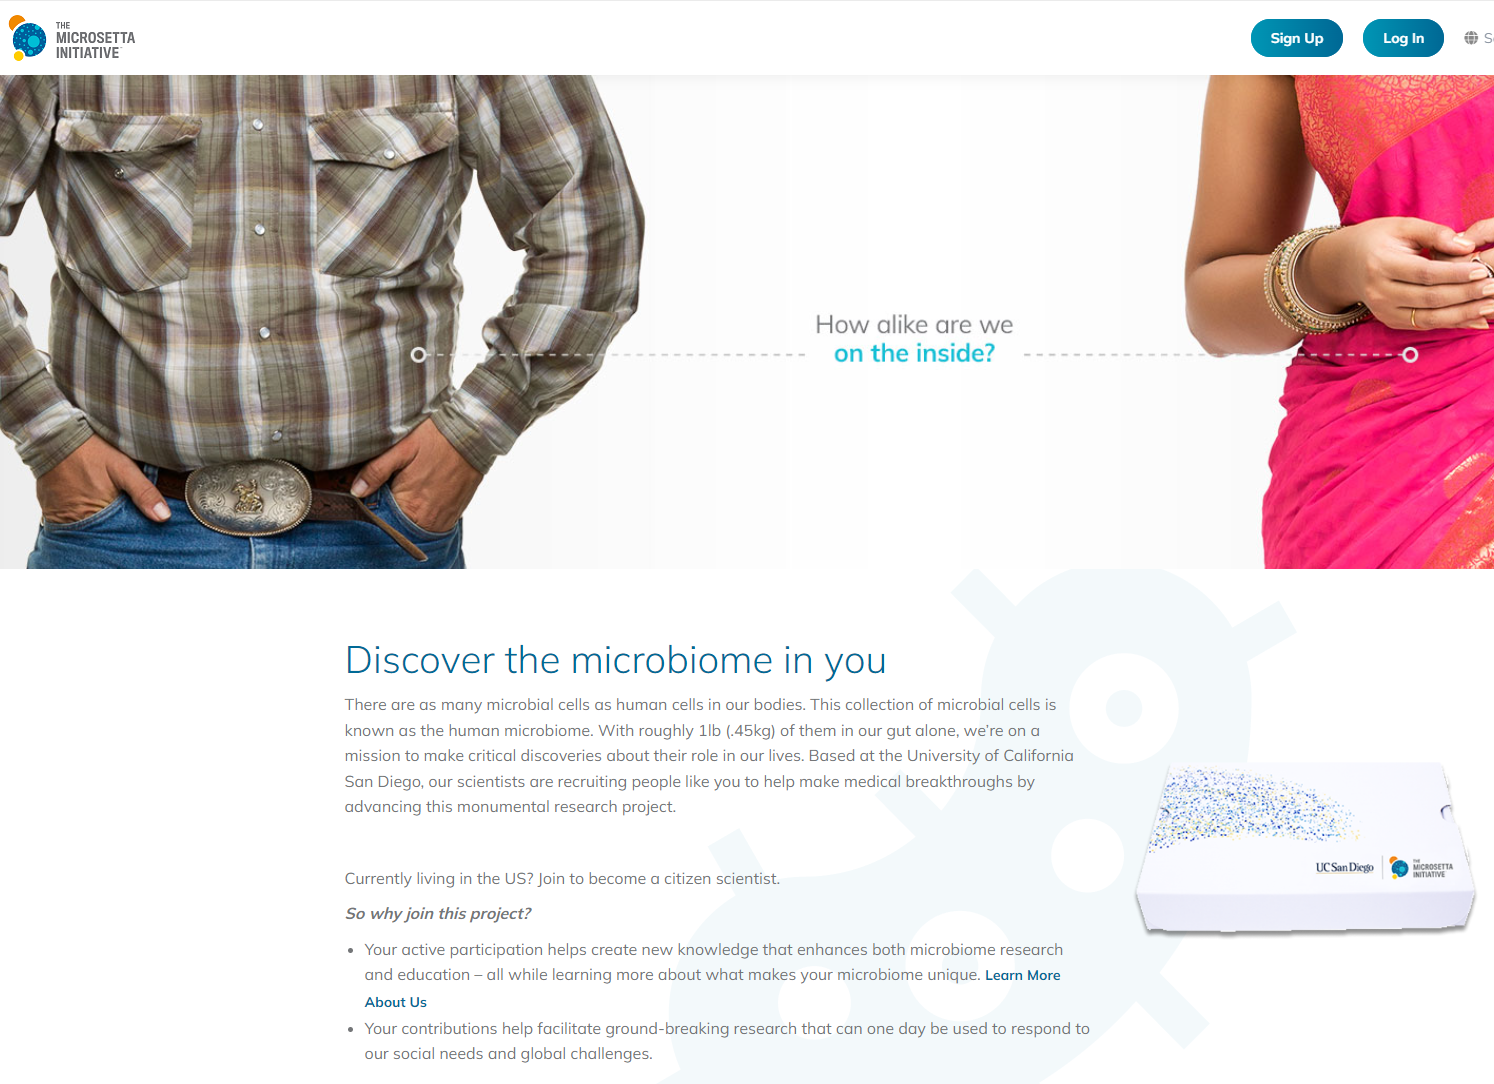 THE
MICROSETTA
INITIATIVE
Sign Up
Log In
How alike are we
on the inside?
Discover the microbiome in you
There are as many microbial cells as human cells in our bodies. This collection of microbial cells is
known as the human microbiome. With roughly 1lb (.45kg) of them in our gut alone, we’re on a
mission to make critical discoveries about their role in our lives. Based at the University of California
San Diego, our scientists are recruiting people like you to help make medical breakthroughs by
advancing this monumental research project.
Currently living in the US? Join to become a citizen scientist.
So why join this project?
Your active participation helps create new knowledge that enhances both microbiome research
and education – all while learning more about what makes your microbiome unique. Learn More
About Us
Your contributions help facilitate ground-breaking research that can one day be used to respond to
our social needs and global challenges.
UC San Diego
THE
MICROSETTA
INITIATIVE